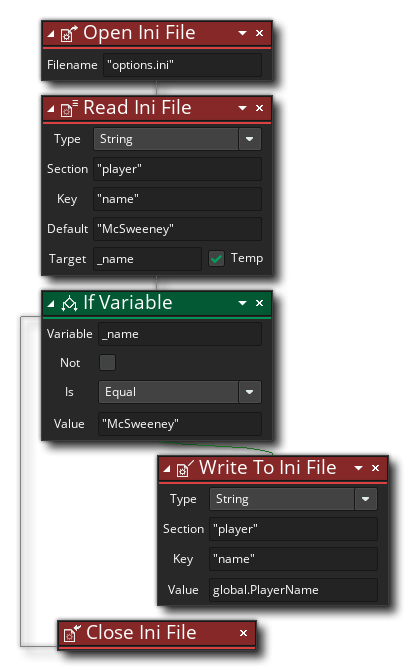 Open Ini File
Filename "options.ini"
Read Ini File
Type String
Section "player"
Key "name"
Default "McSweeney"
Target _name Temp
If Variable
Variable _name
Not
Is Equal
Value "McSweeney"
Write To Ini File
Type String
Section "player"
Key "name"
Value global.PlayerName
Close Ini File